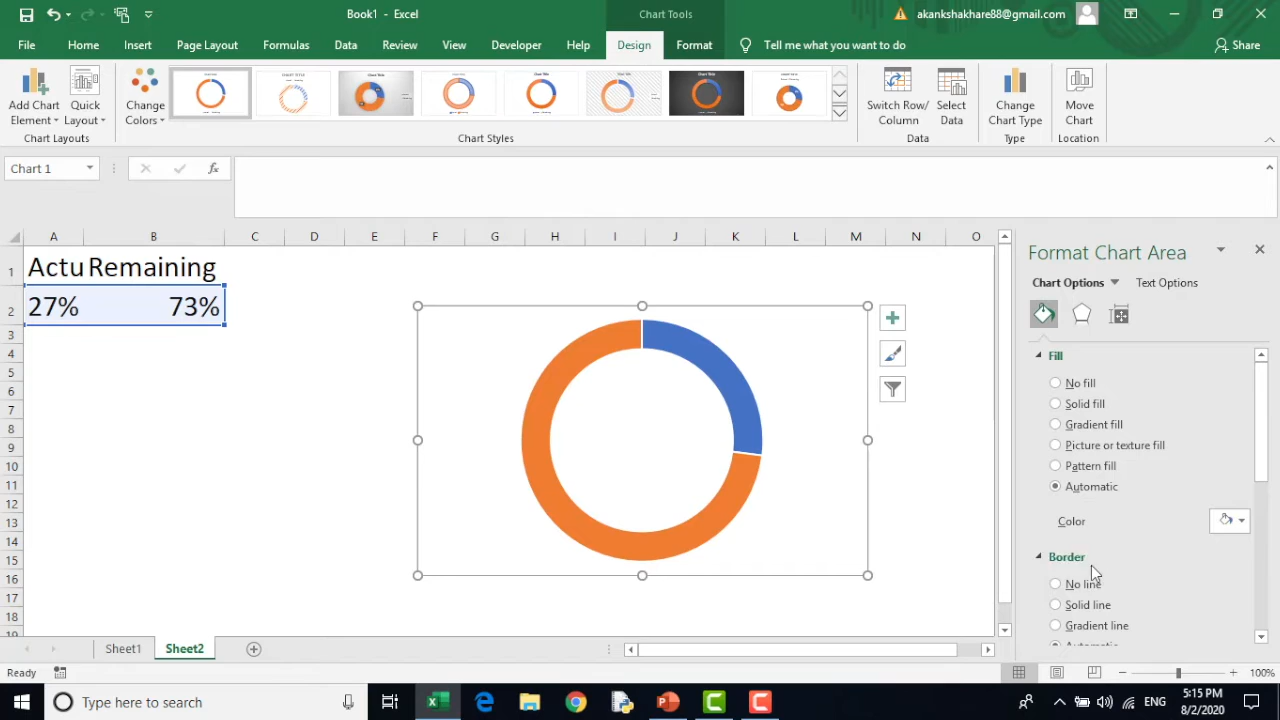 Book1 - Excel
Chart Tools
akankshakhare88@gmail.com
File Home Insert Page Layout Formulas Data Review View Developer Help Design Format Tell me what you want to do Share
Add Chart Element
Quick Layout
Change Colors
Switch Row/ Column
Select Data
Change Chart Type
Move Chart
Chart Layouts Chart Styles Data Type Location
Chart 1 fx
A B C D E F G H I J K L M N O
1 Actu Remaining
2 27% 73%
3
4
5
6
7
8
9
10
11
12
13
14
15
16
17
18
19
Format Chart Area
Chart Options Text Options
Fill
No fill
Solid fill
Gradient fill
Picture or texture fill
Pattern fill
Automatic
Color
Border
No line
Solid line
Gradient line
Automatic
Sheet1 Sheet2
Ready 100%
Type here to search
ENG
5:15 PM
8/2/2020